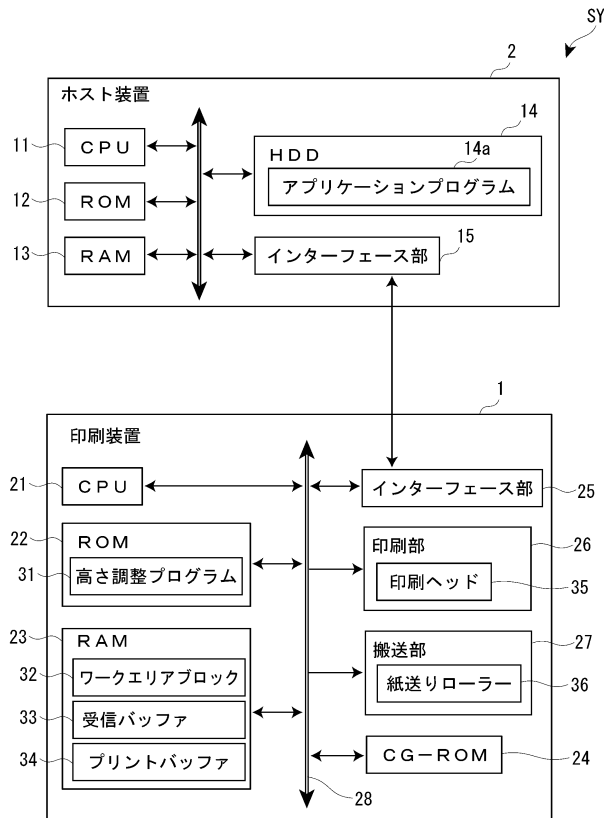 SY
2
ホスト装置
11
CPU
12
ROM
13
RAM
14
HDD
14a
アプリケーションプログラム
15
インターフェース部
1
印刷装置
21
CPU
インターフェース部
25
22
ROM
31
高さ調整プログラム
印刷部
26
印刷ヘッド
35
23
RAM
32
ワークエリアブロック
33
受信バッファ
34
プリントバッファ
搬送部
27
紙送りローラー
36
CG-ROM
24
28